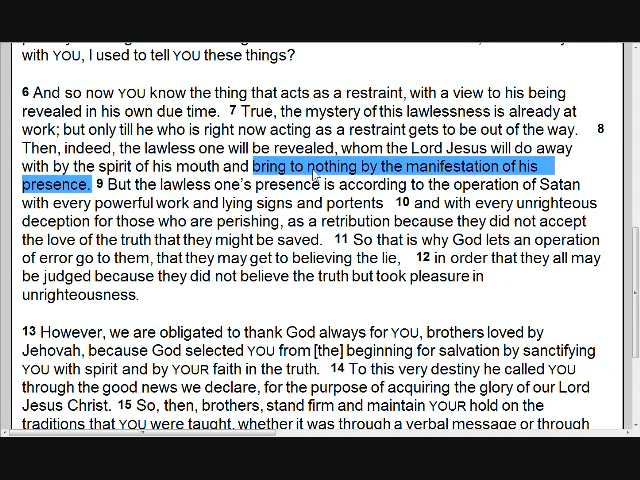 with YOU, I used to tell YOU these things?
6 And so now YOU know the thing that acts as a restraint, with a view to his being
revealed in his own due time.  7 True, the mystery of this lawlessness is already at
work; but only till he who is right now acting as a restraint gets to be out of the way.  8
Then, indeed, the lawless one will be revealed, whom the Lord Jesus will do away
with by the spirit of his mouth and bring to nothing by the manifestation of his
presence.  9 But the lawless one's presence is according to the operation of Satan
with every powerful work and lying signs and portents  10 and with every unrighteous
deception for those who are perishing, as a retribution because they did not accept
the love of the truth that they might be saved.  11 So that is why God lets an operation
of error go to them, that they may get to believing the lie,  12 in order that they all may
be judged because they did not believe the truth but took pleasure in
unrighteousness.
13 However, we are obligated to thank God always for YOU, brothers loved by
Jehovah, because God selected YOU from [the] beginning for salvation by sanctifying
YOU with spirit and by YOUR faith in the truth.  14 To this very destiny he called YOU
through the good news we declare, for the purpose of acquiring the glory of our Lord
Jesus Christ.  15 So, then, brothers, stand firm and maintain YOUR hold on the
traditions that YOU were taught, whether it was through a verbal message or through